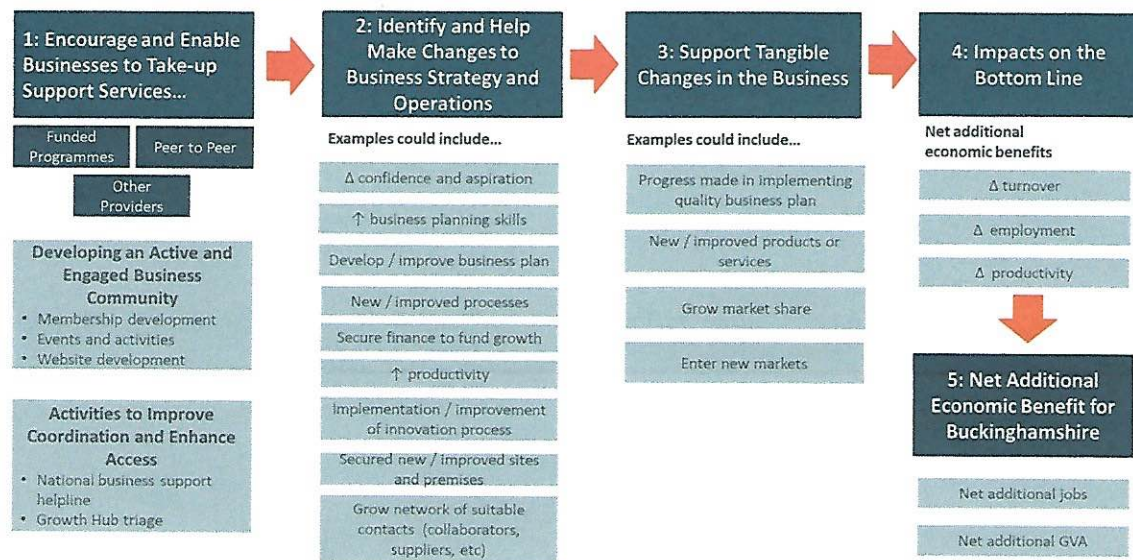 1: Encourage and Enable
Businesses to Take-up
Support Services...
Funded
Programmes
Peer to Peer
Other
Providers
Developing an Active and
Engaged Business
Community
• Membership development
• Events and activities
• Website development
Activities to Improve
Coordination and Enhance
Access
• National business support
helpline
• Growth Hub triage
2: Identify and Help
Make Changes to
Business Strategy and
Operations
Examples could include...
Δ confidence and aspiration
↑ business planning skills
Develop / improve business plan
New / improved processes
Secure finance to fund growth
↑ productivity
Implementation / improvement
of innovation process
Secured new / improved sites
and premises
Grow network of suitable
contacts (collaborators,
suppliers, etc)
3: Support Tangible
Changes in the Business
Examples could include...
Progress made in implementing
quality business plan
New / improved products or
services
Grow market share
Enter new markets
4: Impacts on the
Bottom Line
Net additional
economic benefits
Δ turnover
Δ employment
Δ productivity
5: Net Additional
Economic Benefit for
Buckinghamshire
Net additional jobs
Net additional GVA